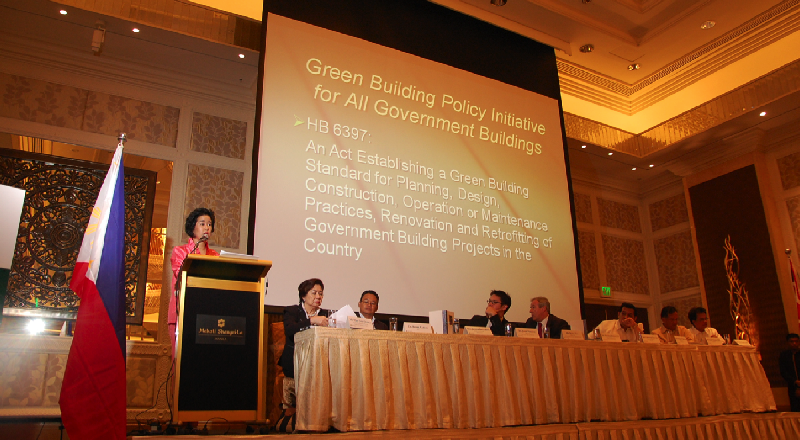 Green Building Policy Initiative
for All Government Buildings
HB 6397:
An Act Establishing a Green Building
Standard for Planning, Design,
Construction, Operation or Maintenance
Practices, Renovation and Retrofitting of
Government Building Projects in the
Country
Makati Shangri-La